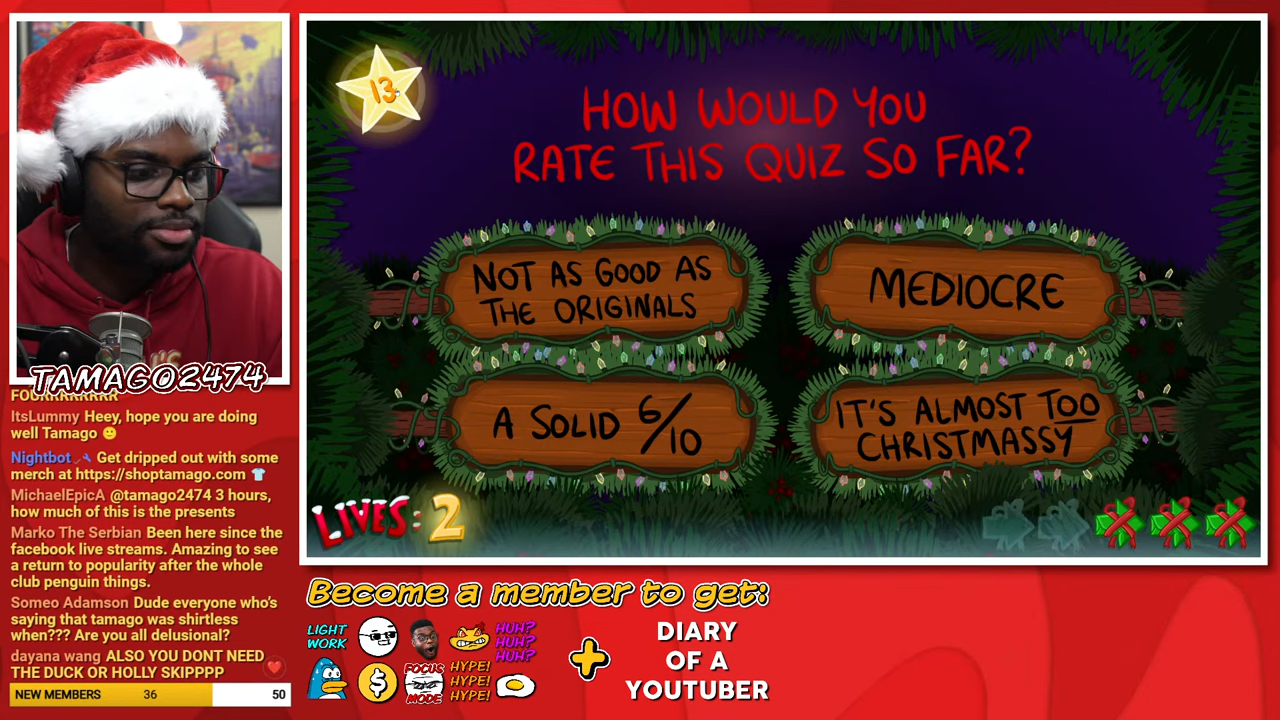 13
HOW WOULD YOU
RATE THIS QUIZ SO FAR?
NOT AS GOOD AS
THE ORIGINALS
MEDIOCRE
A SOLID 6/10
IT'S ALMOST TOO
CHRISTMASSY
LIVES: 2
TAMAGO2474
ItsLummy Heey, hope you are doing
well Tamago 🙂
Nightbot Get dripped out with some
merch at https://shoptamago.com 👕
MichaelEpicA @tamago2474 3 hours,
how much of this is the presents
Marko The Serbian Been here since the
facebook live streams. Amazing to see
a return to popularity after the whole
club penguin things.
Someo Adamson Dude everyone who's
saying that tamago was shirtless
when??? Are you all delusional?
dayana wang ALSO YOU DONT NEED
THE DUCK OR HOLLY SKIPPPP
NEW MEMBERS 36 50
Become a member to get:
LIGHT
WORK
HUH?
HUH?
HUH?
$
FOCUS
MODE
HYPE!
HYPE!
HYPE!
+
DIARY
OF A
YOUTUBER